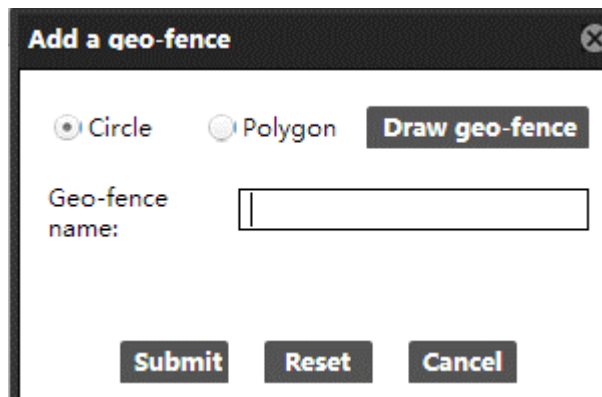 Add a geo-fence
Circle Polygon Draw geo-fence
Geo-fence
name:
Submit Reset Cancel